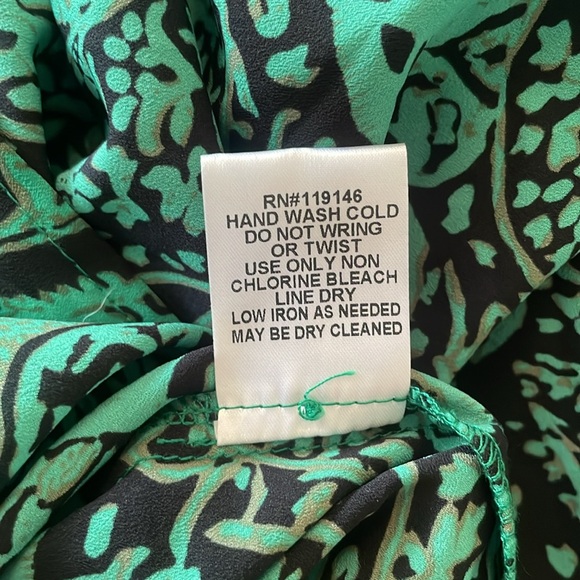 RN#119146
HAND WASH COLD
DO NOT WRING
OR TWIST
USE ONLY NON
CHLORINE BLEACH
LINE DRY
LOW IRON AS NEEDED
MAY BE DRY CLEANED